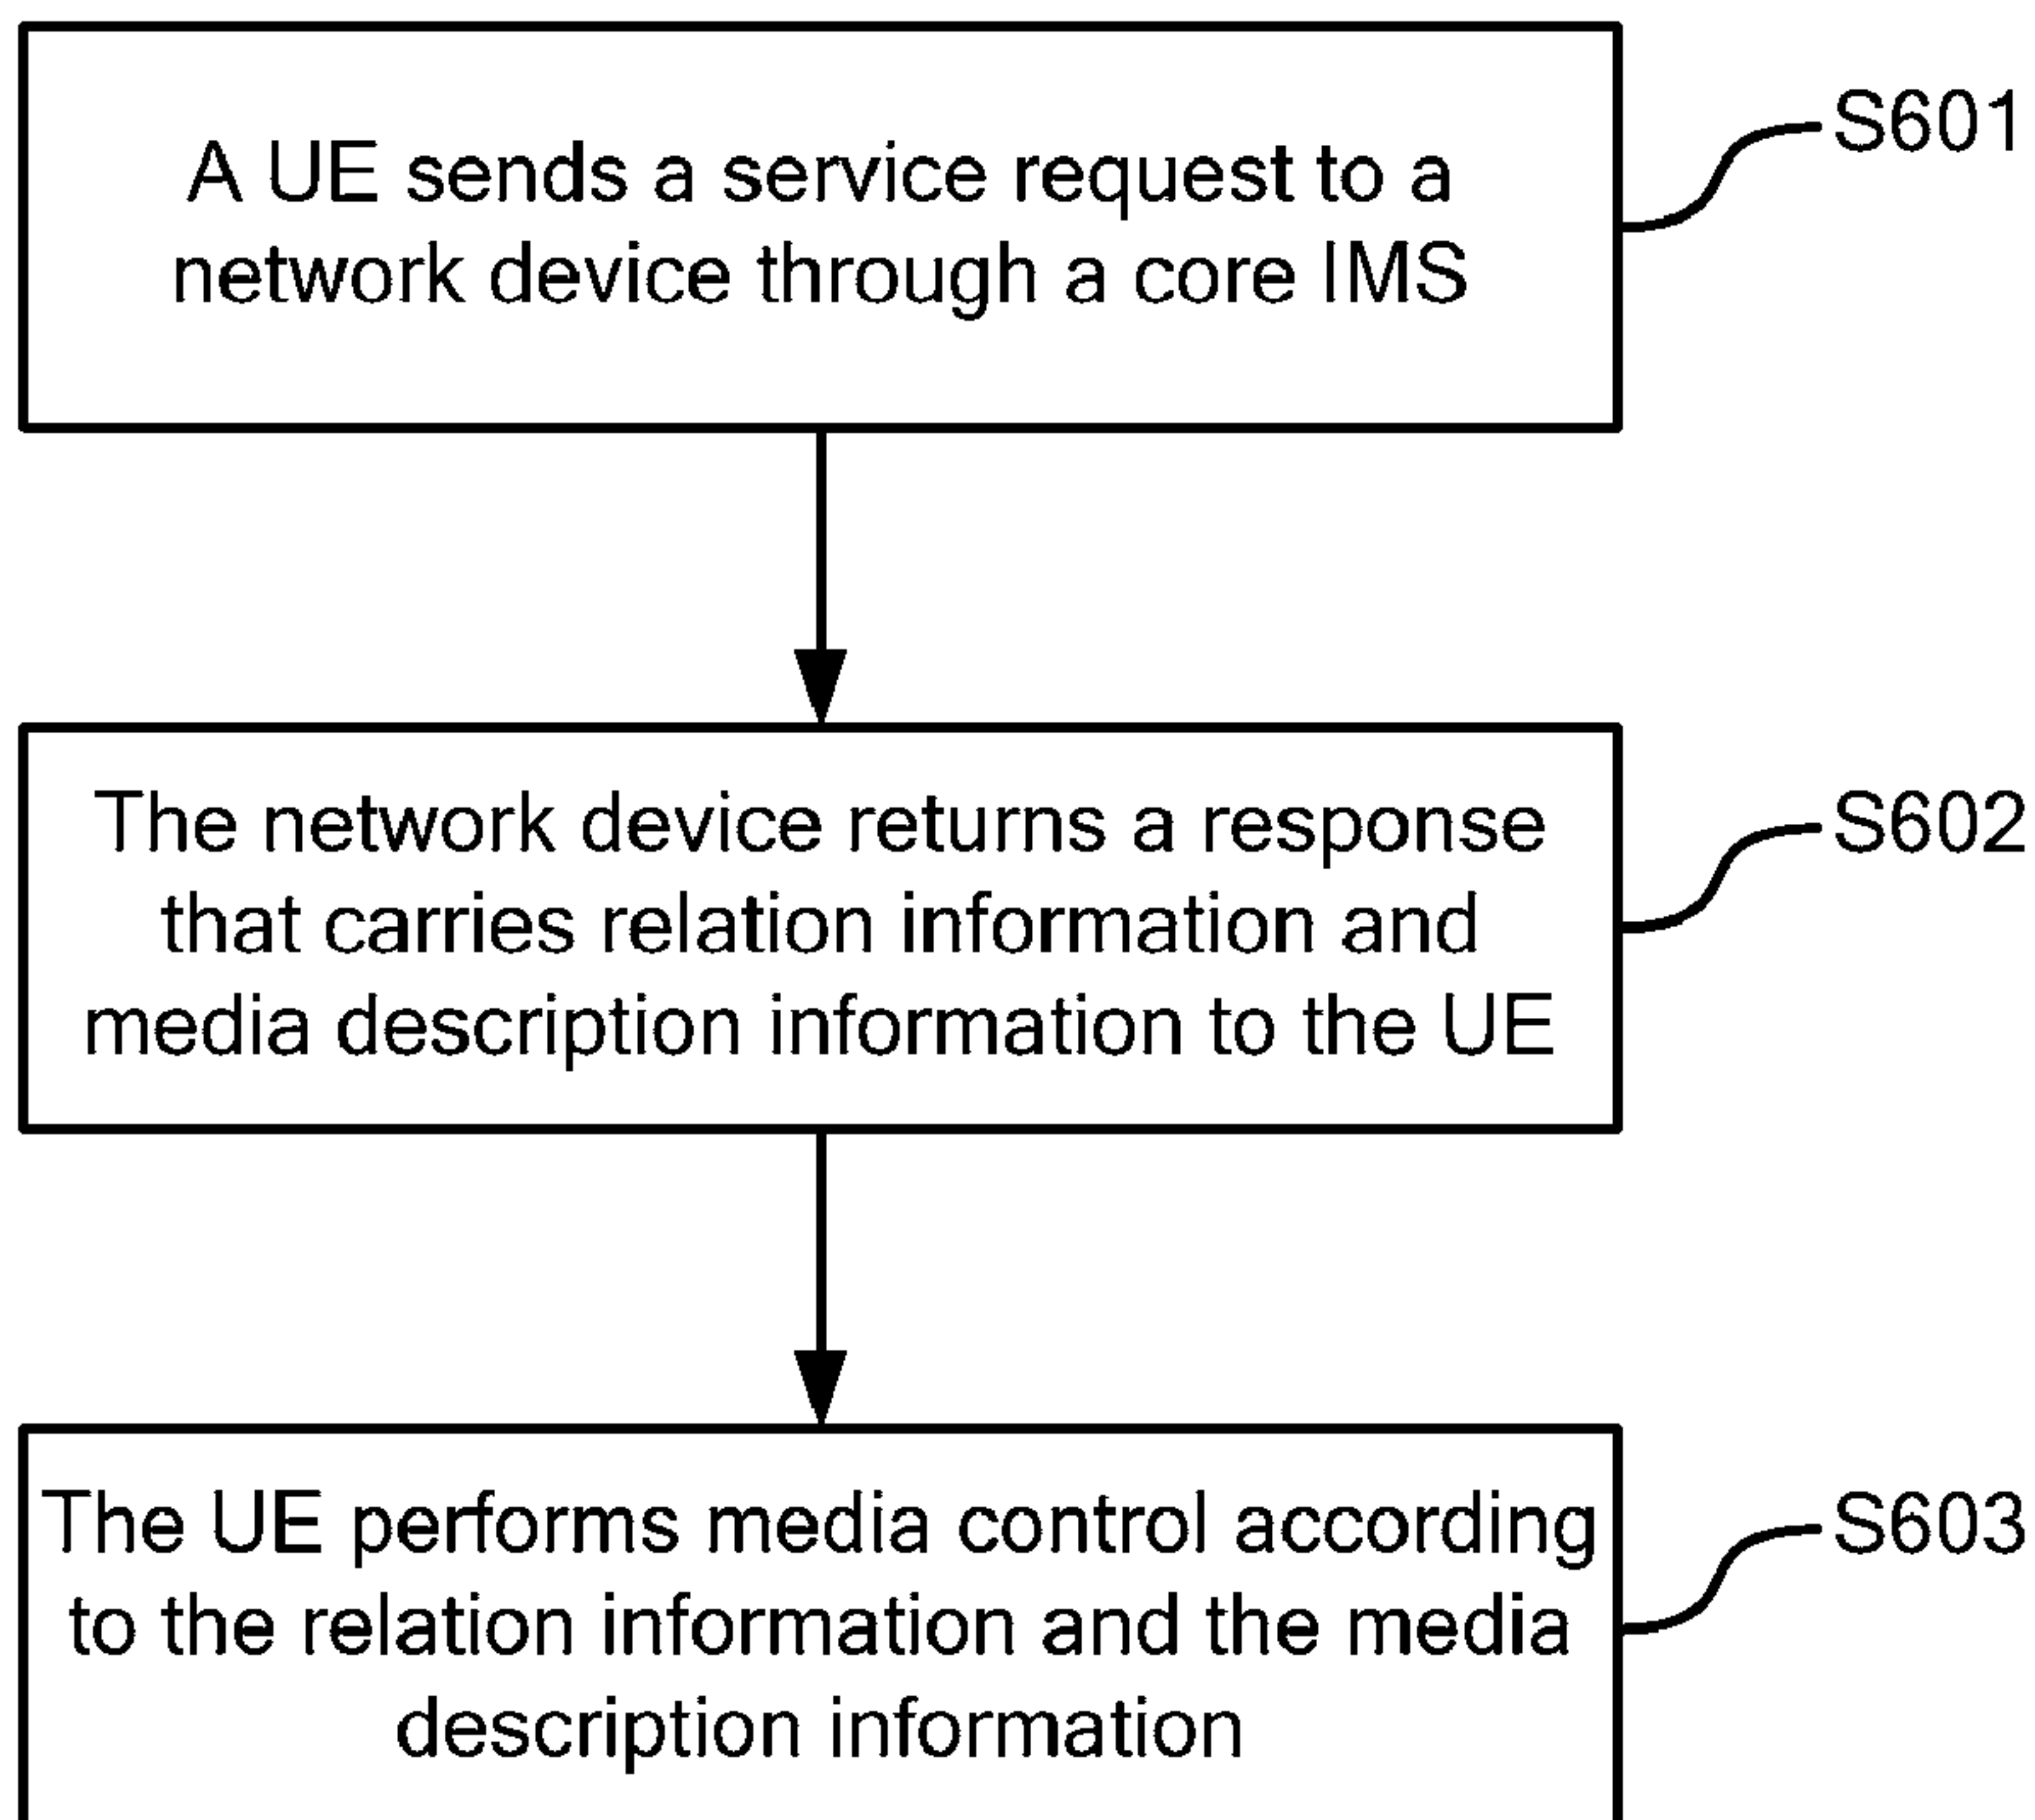 A UE sends a service request to a
network device through a core IMS
S601
The network device returns a response
that carries relation information and
media description information to the UE
S602
The UE performs media control according
to the relation information and the media
description information
S603